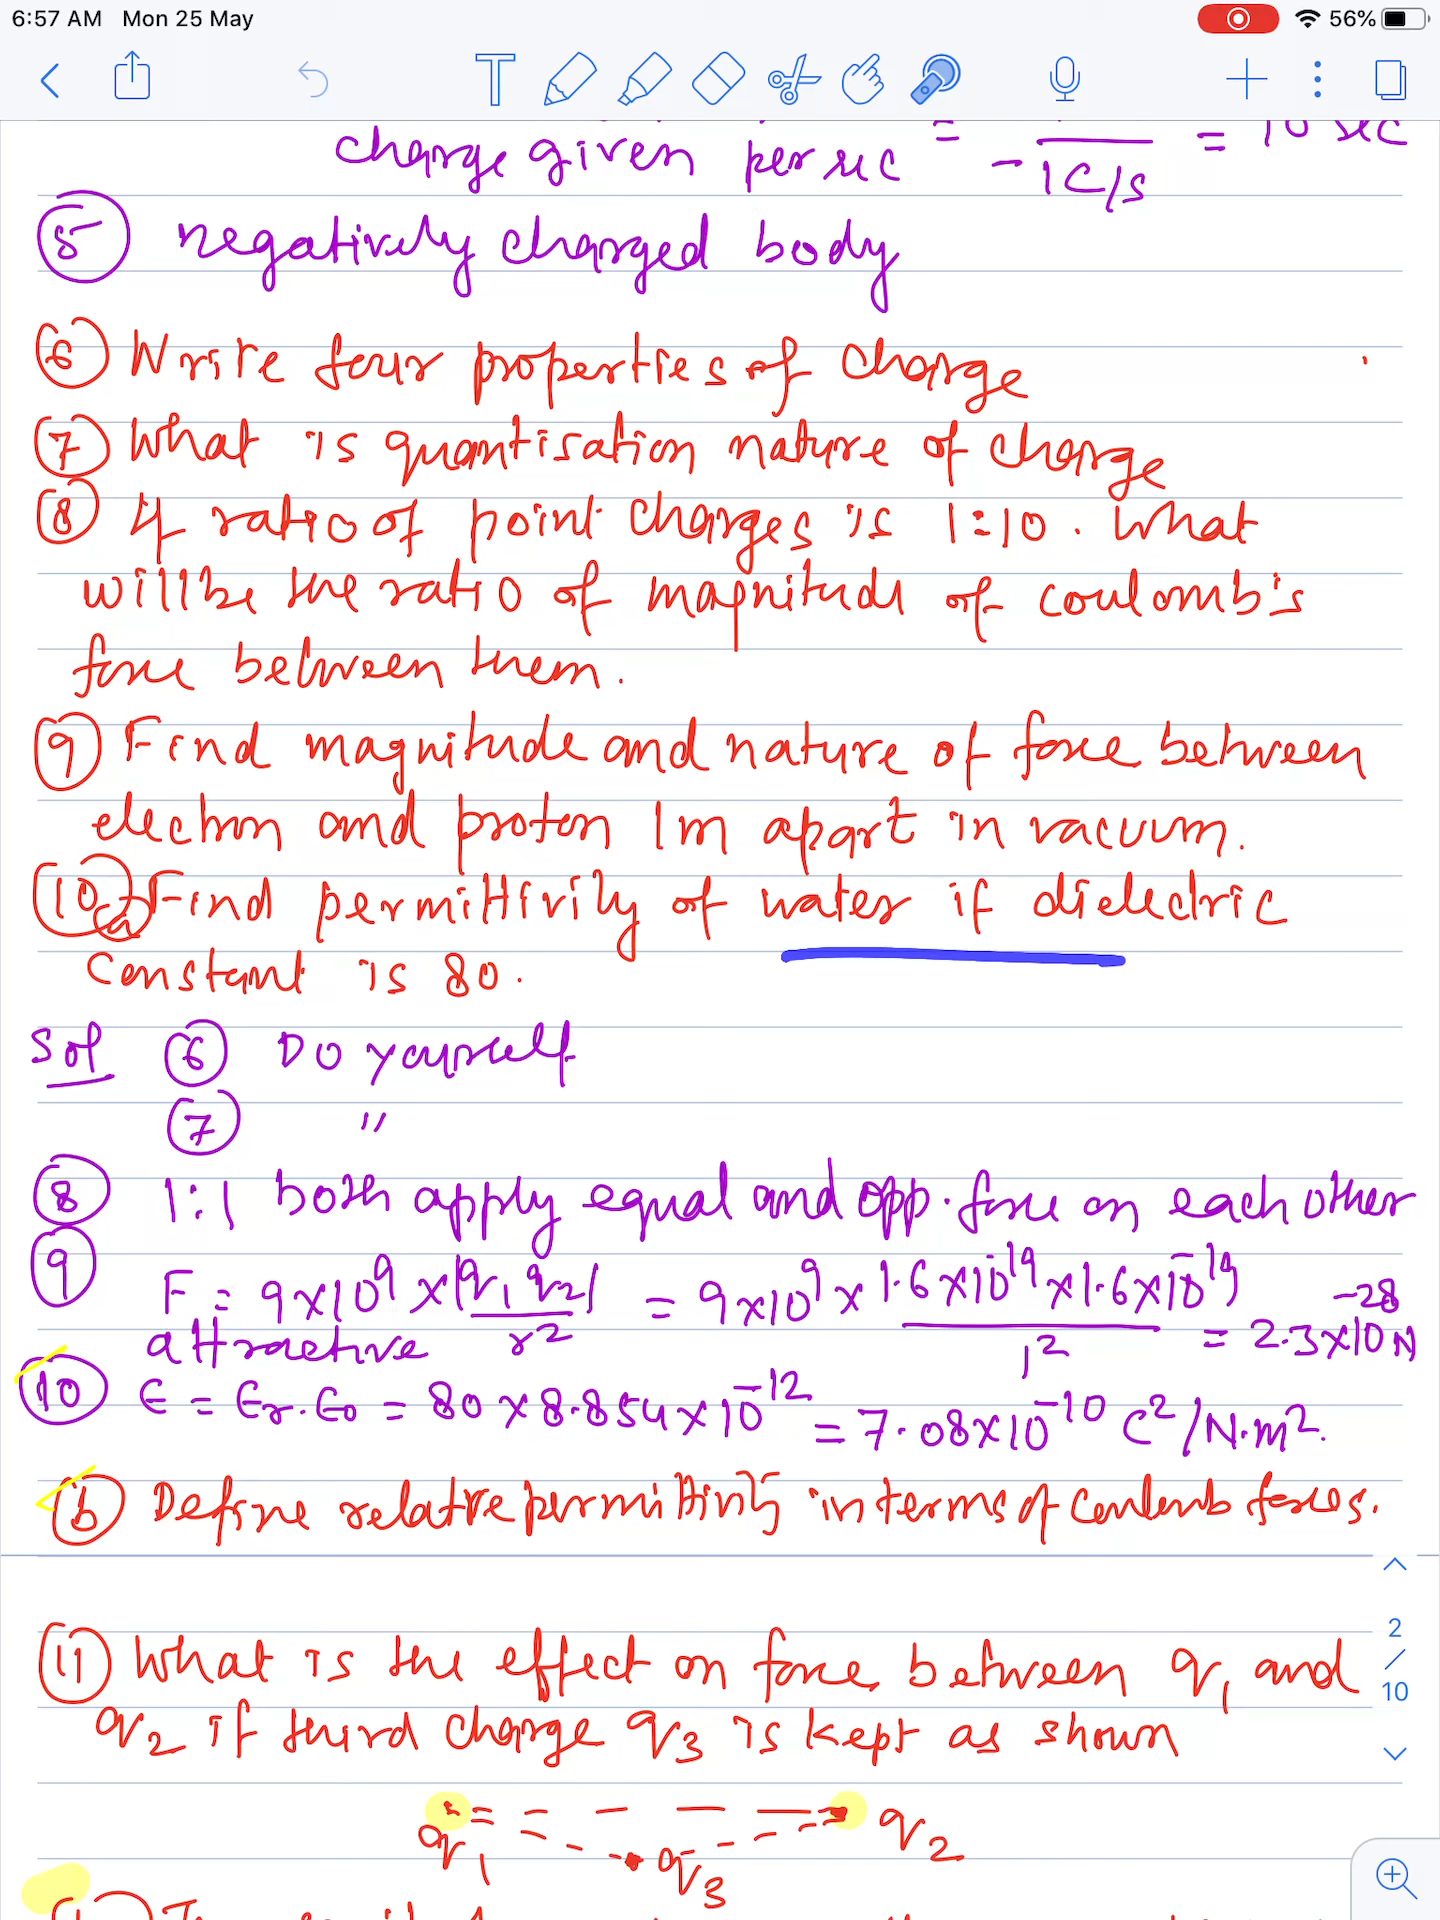 6:57 AM Mon 25 May
56%
T
charge given per sec = - 1C/s = 10 sec
5 negatively charged body
6 Write four properties of charge
7 What is quantisation nature of charge
8 If ratio of point charges is 1:10. What
will be the ratio of magnitude of coulomb's
force between them.
9 Find magnitude and nature of force between
electron and proton 1m apart in vacuum.
10 a Find permittivity of water if dielectric
Constant is 80.
Sol 6 Do yourself
7 "
8 1:1 both apply equal and opp. force on each other
9 F = 9×10⁹ × |q₁ q₂| / r² = 9×10⁹ × 1.6×10⁻¹⁹×1.6×10⁻¹⁹ / 1² = 2.3×10⁻²⁸ N
attractive
10 ε = εr.ε₀ = 80 × 8.854×10⁻¹² = 7.08×10⁻¹⁰ C²/N.m².
b Define relative permittivity in terms of Coulomb forces.
11 What is the effect on force between q₁ and
q₂ if third charge q₃ is kept as shown
2/10
q₁ q₂
q₃